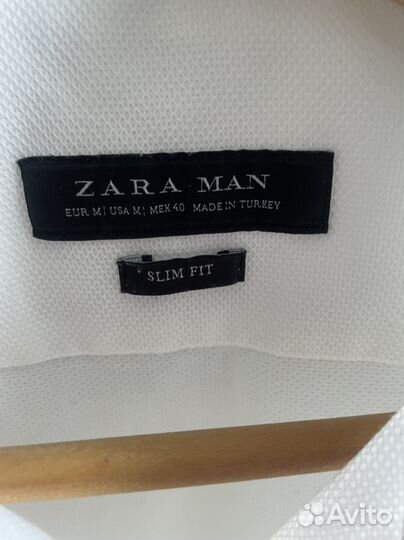 ZARA MAN
EUR M | USA M | MEX 40 MADE IN TURKEY
SLIM FIT
Avito